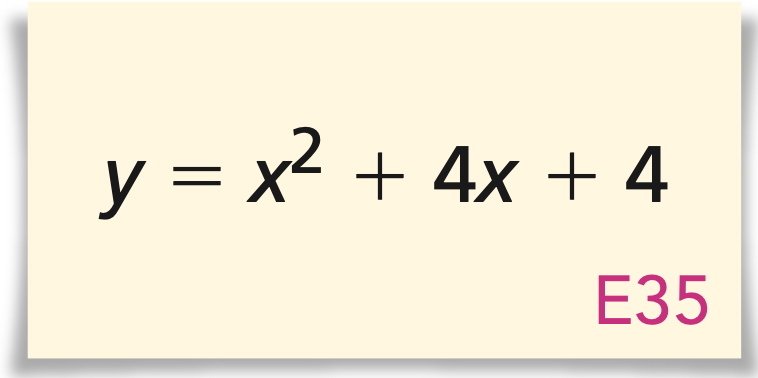 y = x² + 4x + 4
E35